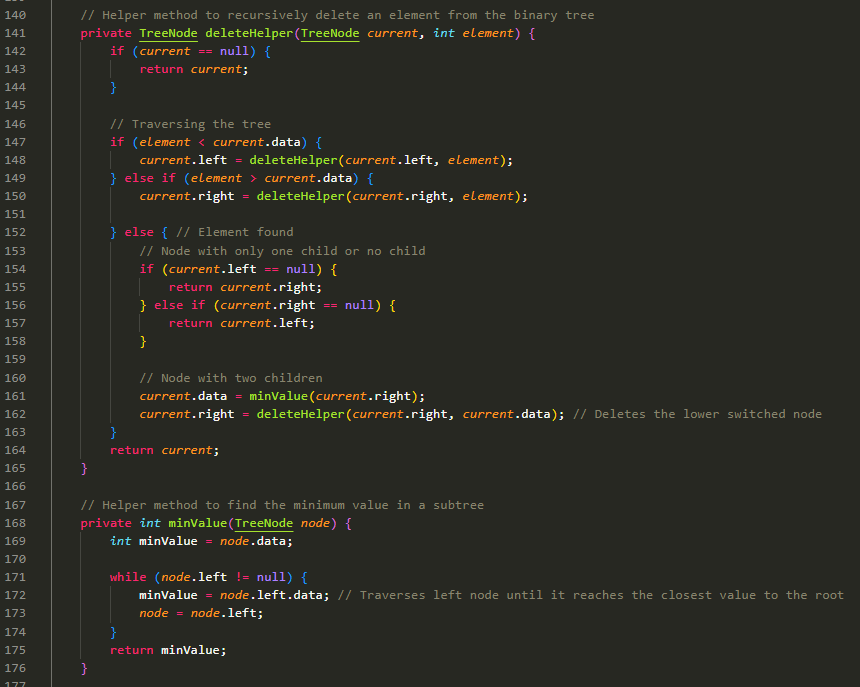 140 // Helper method to recursively delete an element from the binary tree
141 private TreeNode deleteHelper(TreeNode current, int element) {
142 if (current == null) {
143 return current;
144 }
145
146 // Traversing the tree
147 if (element < current.data) {
148 current.left = deleteHelper(current.left, element);
149 } else if (element > current.data) {
150 current.right = deleteHelper(current.right, element);
151
152 } else { // Element found
153 // Node with only one child or no child
154 if (current.left == null) {
155 return current.right;
156 } else if (current.right == null) {
157 return current.left;
158 }
159
160 // Node with two children
161 current.data = minValue(current.right);
162 current.right = deleteHelper(current.right, current.data); // Deletes the lower switched node
163 }
164 return current;
165 }
166
167 // Helper method to find the minimum value in a subtree
168 private int minValue(TreeNode node) {
169 int minValue = node.data;
170
171 while (node.left != null) {
172 minValue = node.left.data; // Traverses left node until it reaches the closest value to the root
173 node = node.left;
174 }
175 return minValue;
176 }
177